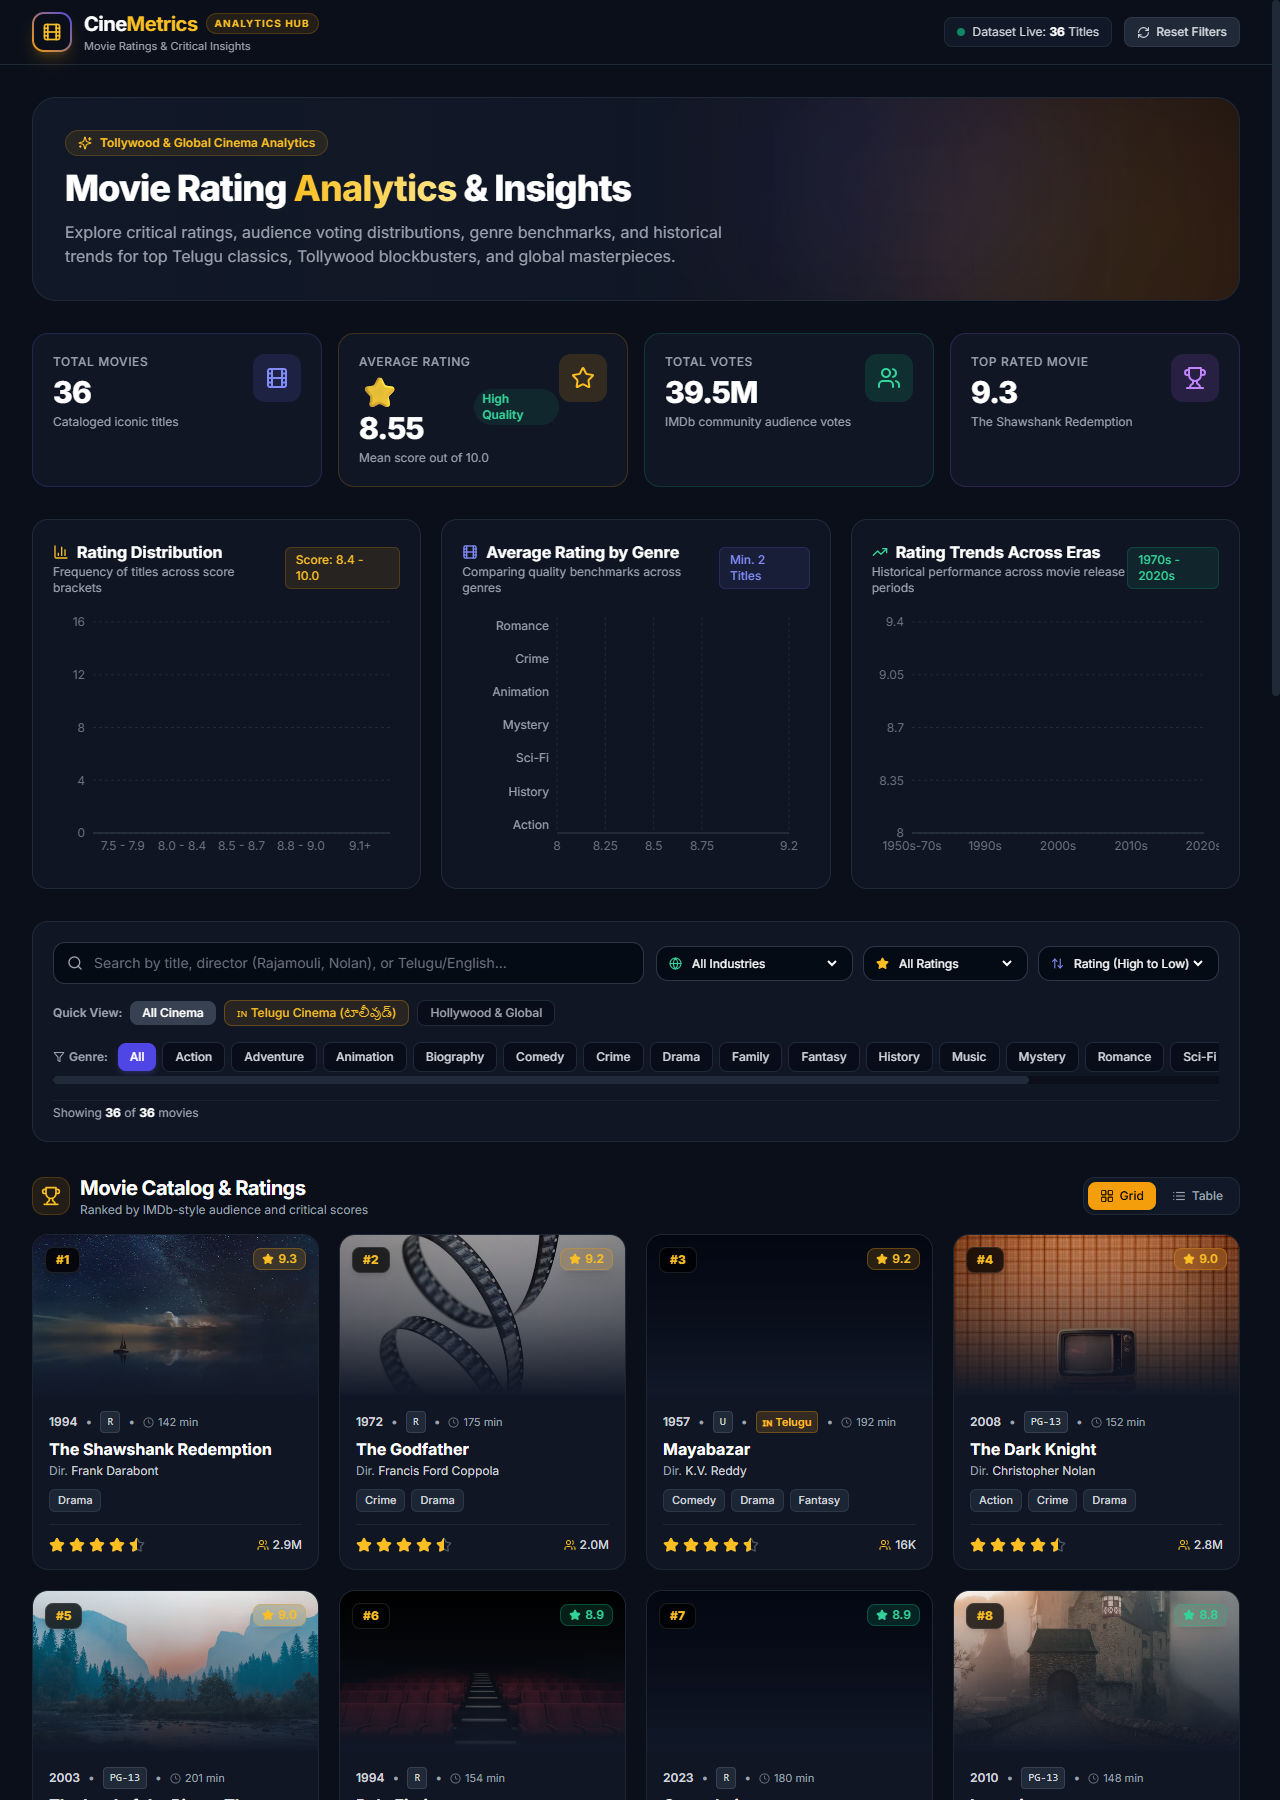 CineMetrics ANALYTICS HUB
Movie Ratings & Critical Insights
Dataset Live: 36 Titles
Reset Filters
Tollywood & Global Cinema Analytics
Movie Rating Analytics & Insights
Explore critical ratings, audience voting distributions, genre benchmarks, and historical
trends for top Telugu classics, Tollywood blockbusters, and global masterpieces.
TOTAL MOVIES
36
Cataloged iconic titles
AVERAGE RATING
8.55
High
Quality
Mean score out of 10.0
TOTAL VOTES
39.5M
IMDb community audience votes
TOP RATED MOVIE
9.3
The Shawshank Redemption
Rating Distribution
Frequency of titles across score
brackets
Score: 8.4 -
10.0
16
12
8
4
0
7.5 - 7.9 8.0 - 8.4 8.5 - 8.7 8.8 - 9.0 9.1+
Average Rating by Genre
Comparing quality benchmarks across
genres
Min. 2
Titles
Romance
Crime
Animation
Mystery
Sci-Fi
History
Action
8 8.25 8.5 8.75 9.2
Rating Trends Across Eras
Historical performance across movie release
periods
1970s -
2020s
9.4
9.05
8.7
8.35
8
1950s-70s 1990s 2000s 2010s 2020s
Search by title, director (Rajamouli, Nolan), or Telugu/English...
All Industries
All Ratings
Rating (High to Low)
Quick View: All Cinema IN Telugu Cinema (టాలీవుడ్) Hollywood & Global
Genre: All Action Adventure Animation Biography Comedy Crime Drama Family Fantasy History Music Mystery Romance Sci-Fi
Showing 36 of 36 movies
Movie Catalog & Ratings
Ranked by IMDb-style audience and critical scores
Grid Table
#1 9.3
1994 • R • 142 min
The Shawshank Redemption
Dir. Frank Darabont
Drama
2.9M
#2 9.2
1972 • R • 175 min
The Godfather
Dir. Francis Ford Coppola
Crime Drama
2.0M
#3 9.2
1957 • U • IN Telugu • 192 min
Mayabazar
Dir. K.V. Reddy
Comedy Drama Fantasy
16K
#4 9.0
2008 • PG-13 • 152 min
The Dark Knight
Dir. Christopher Nolan
Action Crime Drama
2.8M
#5 9.0
2003 • PG-13 • 201 min
#6 8.9
1994 • R • 154 min
#7 8.9
2023 • R • 180 min
#8 8.8
2010 • PG-13 • 148 min